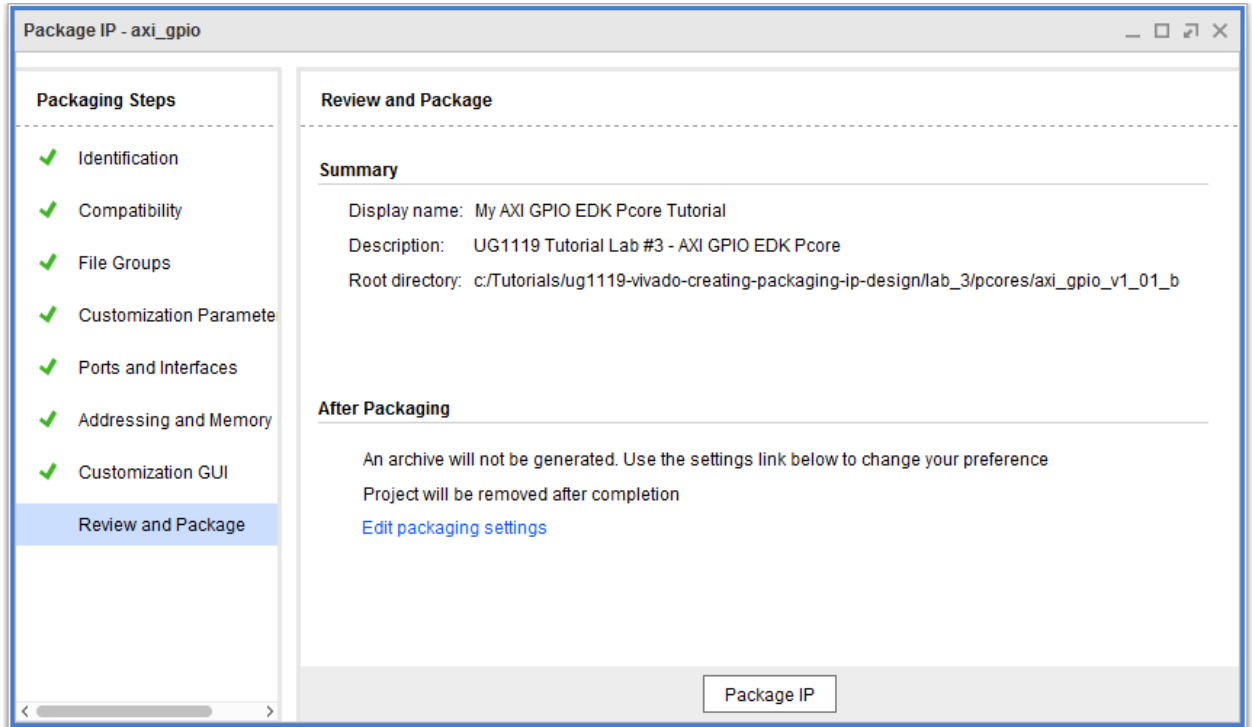 Package IP - axi_gpio
Packaging Steps
Identification
Compatibility
File Groups
Customization Paramete
Ports and Interfaces
Addressing and Memory
Customization GUI
Review and Package
Review and Package
Summary
Display name: My AXI GPIO EDK Pcore Tutorial
Description: UG1119 Tutorial Lab #3 - AXI GPIO EDK Pcore
Root directory: c:/Tutorials/ug1119-vivado-creating-packaging-ip-design/lab_3/pcores/axi_gpio_v1_01_b
After Packaging
An archive will not be generated. Use the settings link below to change your preference
Project will be removed after completion
Edit packaging settings
Package IP